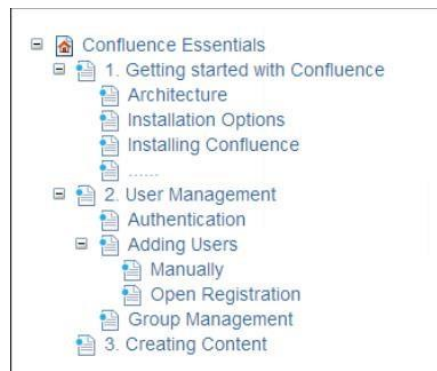 Confluence Essentials
1. Getting started with Confluence
Architecture
Installation Options
Installing Confluence
......
2. User Management
Authentication
Adding Users
Manually
Open Registration
Group Management
3. Creating Content